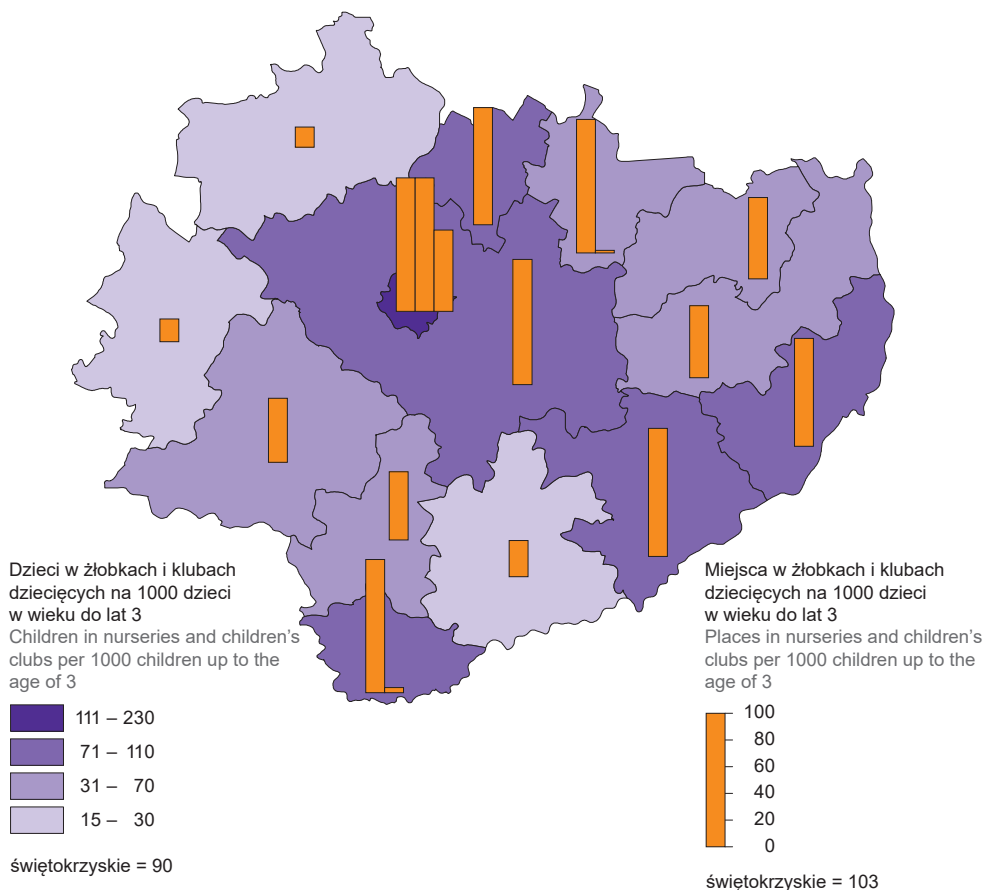 Dzieci w żłobkach i klubach
dziecięcych na 1000 dzieci
w wieku do lat 3
Children in nurseries and children's
clubs per 1000 children up to the
age of 3
111 – 230
71 – 110
31 – 70
15 – 30
świętokrzyskie = 90
Miejsca w żłobkach i klubach
dziecięcych na 1000 dzieci
w wieku do lat 3
Places in nurseries and children's
clubs per 1000 children up to the
age of 3
100
80
60
40
20
0
świętokrzyskie = 103